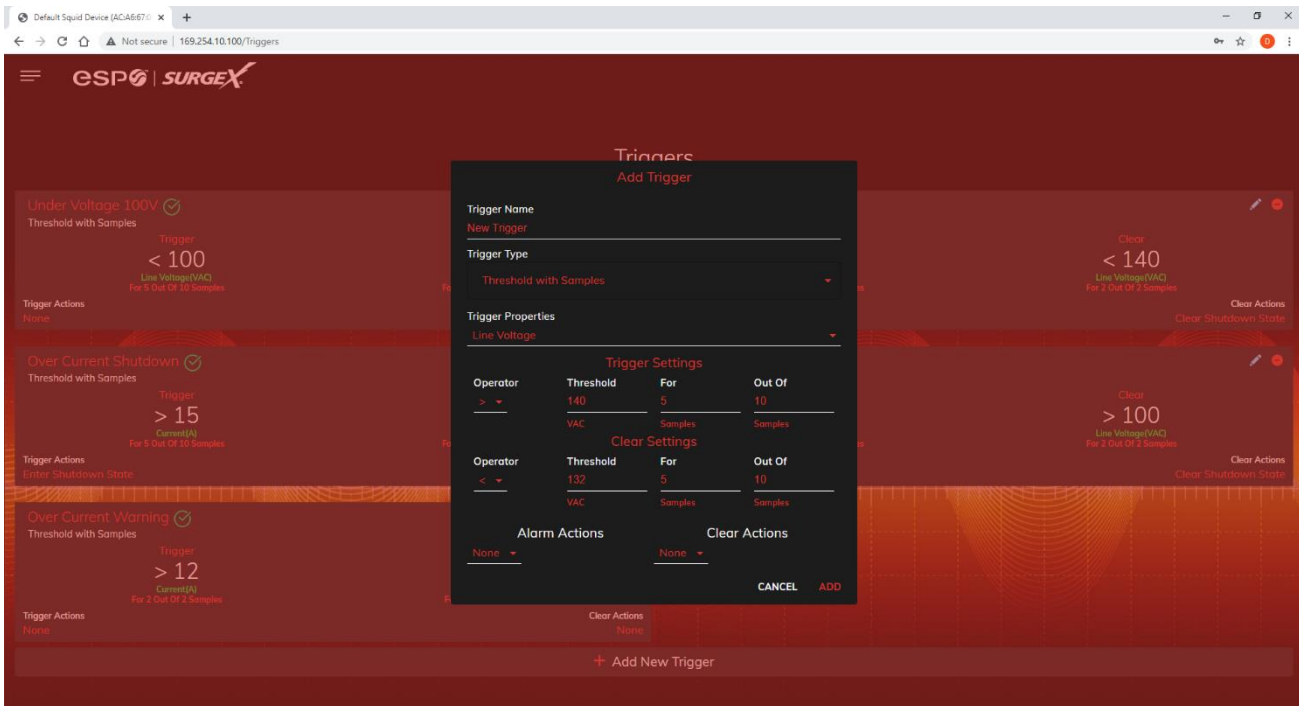 Default Squid Device (AC:A6:67:0
Not secure | 169.254.10.100/Triggers
D
esp | SURGEX
Triggers
Under Voltage 100V
Threshold with Samples
Trigger
< 100
Line Voltage(VAC)
For 5 Out Of 10 Samples
Trigger Actions
None
Clear
< 140
Line Voltage(VAC)
For 2 Out Of 2 Samples
Clear Actions
Clear Shutdown State
Over Current Shutdown
Threshold with Samples
Trigger
> 15
Current(A)
For 5 Out Of 10 Samples
Trigger Actions
Enter Shutdown State
Clear
> 100
Line Voltage(VAC)
For 2 Out Of 2 Samples
Clear Actions
Clear Shutdown State
Over Current Warning
Threshold with Samples
Trigger
> 12
Current(A)
For 2 Out Of 2 Samples
Trigger Actions
None
Clear Actions
None
+ Add New Trigger
Add Trigger
Trigger Name
New Trigger
Trigger Type
Threshold with Samples
Trigger Properties
Line Voltage
Trigger Settings
Operator Threshold For Out Of
> 140 5 10
VAC Samples Samples
Clear Settings
Operator Threshold For Out Of
< 132 5 10
VAC Samples Samples
Alarm Actions Clear Actions
None None
CANCEL ADD